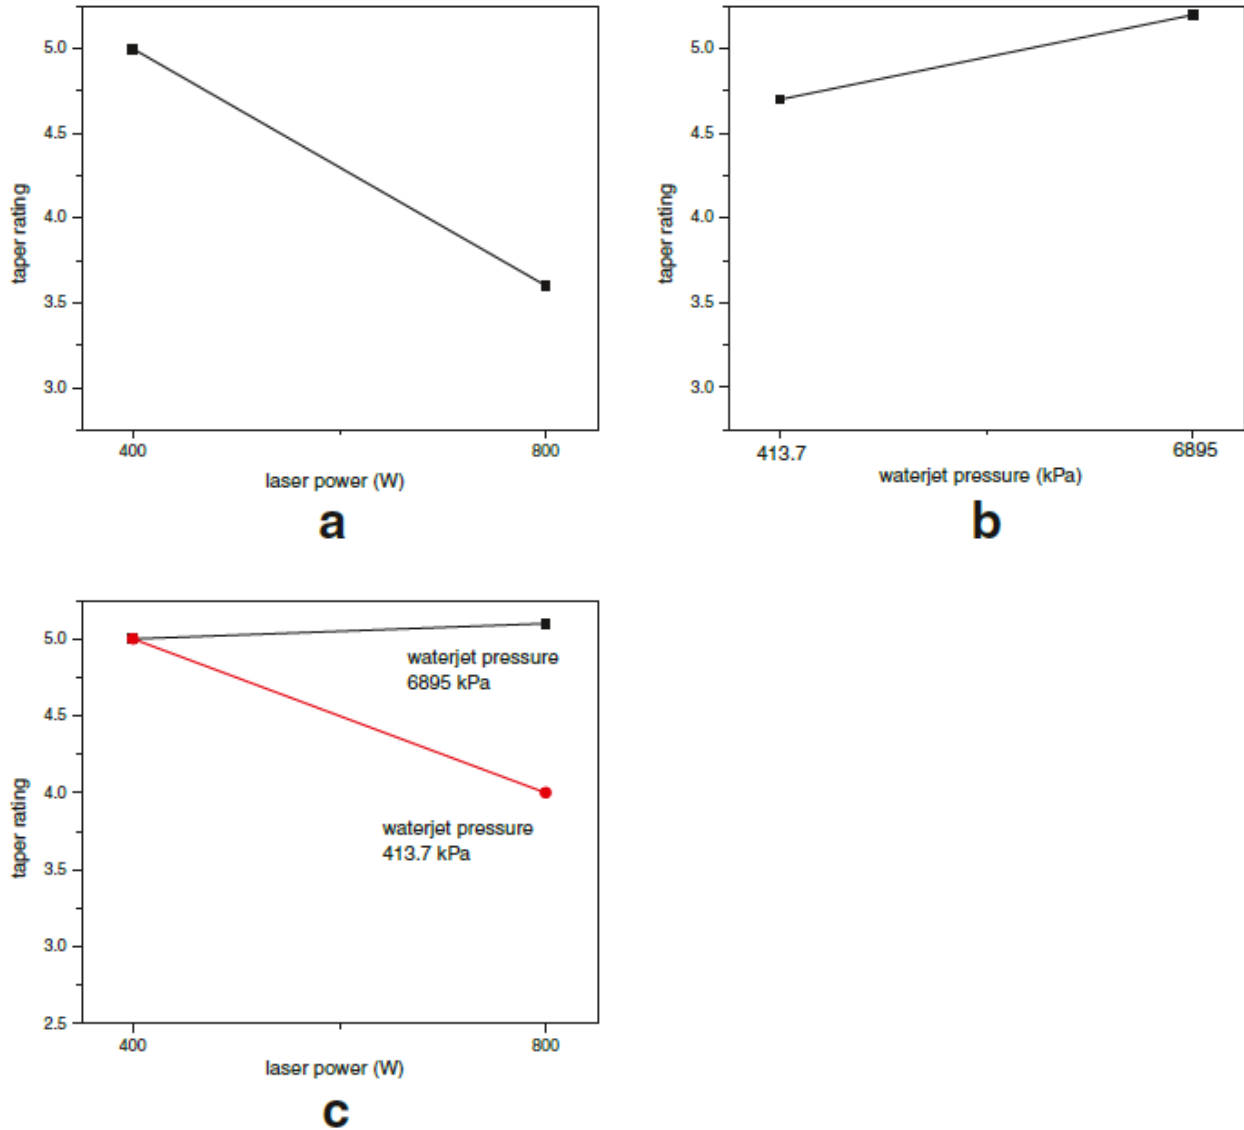 5.0
4.5
4.0
3.5
3.0
taper rating
400
800
laser power (W)
a
5.0
4.5
4.0
3.5
3.0
taper rating
413.7
6895
waterjet pressure (kPa)
b
5.0
4.5
4.0
3.5
3.0
2.5
taper rating
waterjet pressure
6895 kPa
waterjet pressure
413.7 kPa
400
800
laser power (W)
c